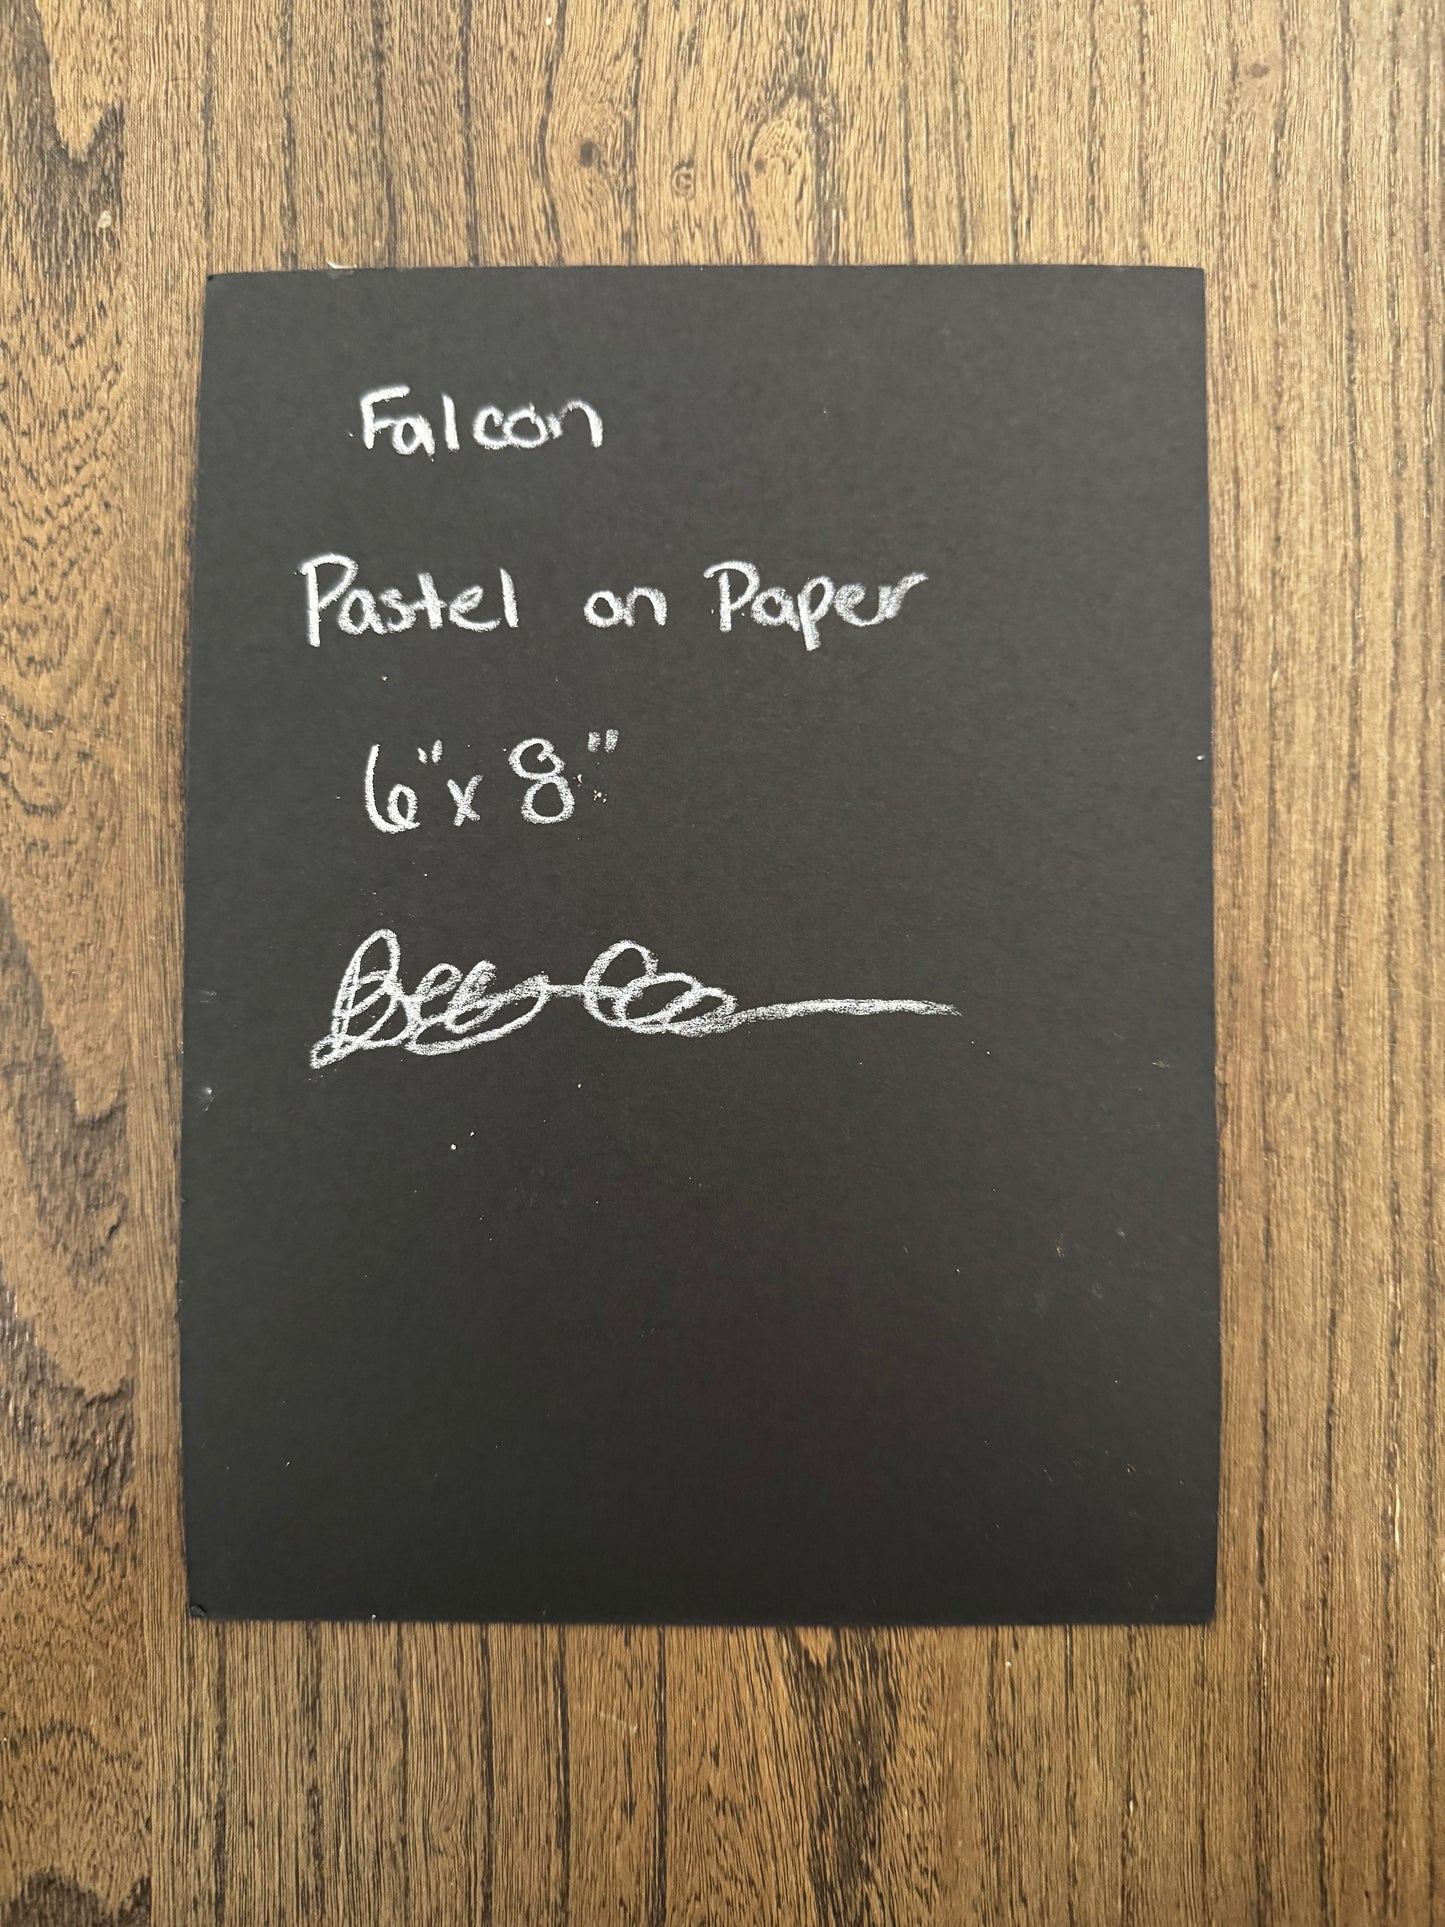 Falcon
Pastel on Paper
6" x 8"